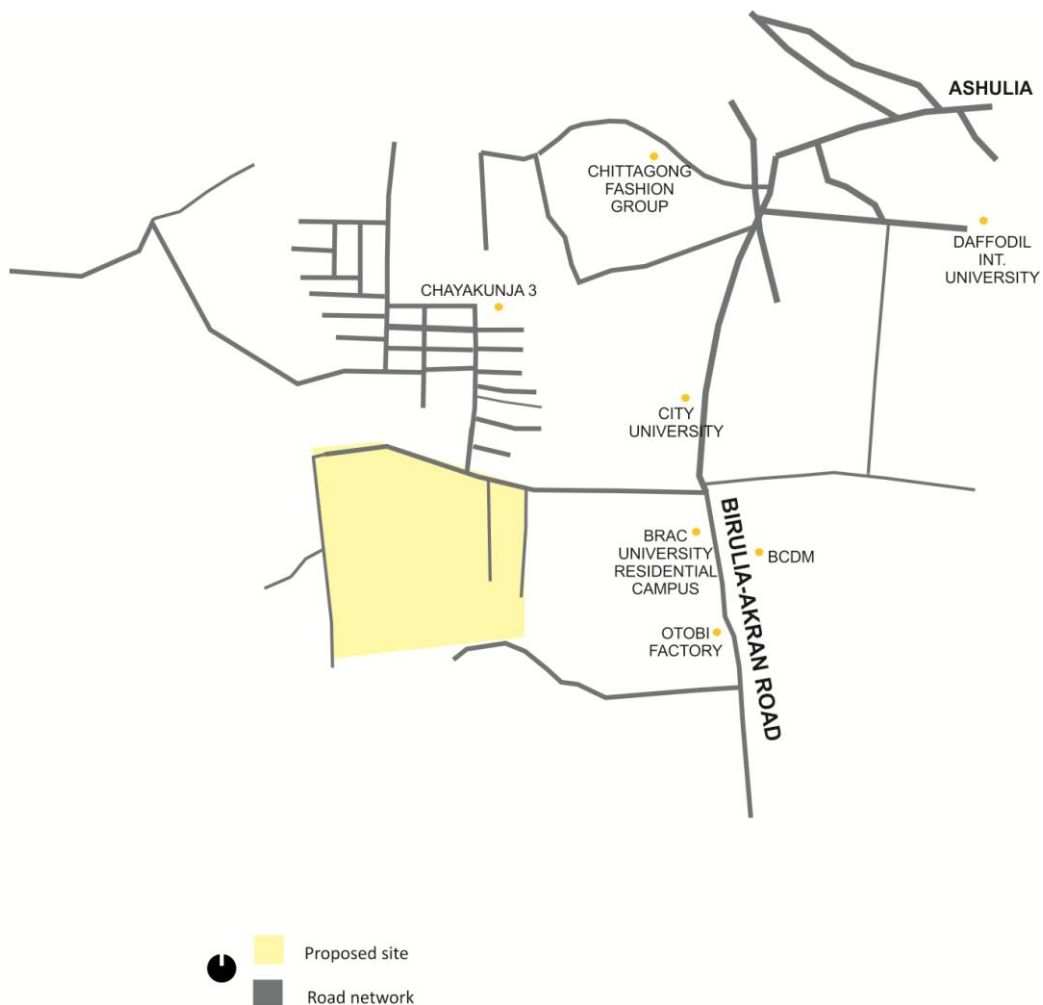 ASHULIA
CHITTAGONG
FASHION
GROUP
DAFFODIL
INT.
UNIVERSITY
CHAYAKUNJA 3
CITY
UNIVERSITY
BIRULIA-AKRAN ROAD
BRAC
UNIVERSITY
RESIDENTIAL
CAMPUS
BCDM
OTOBI
FACTORY
Proposed site
Road network